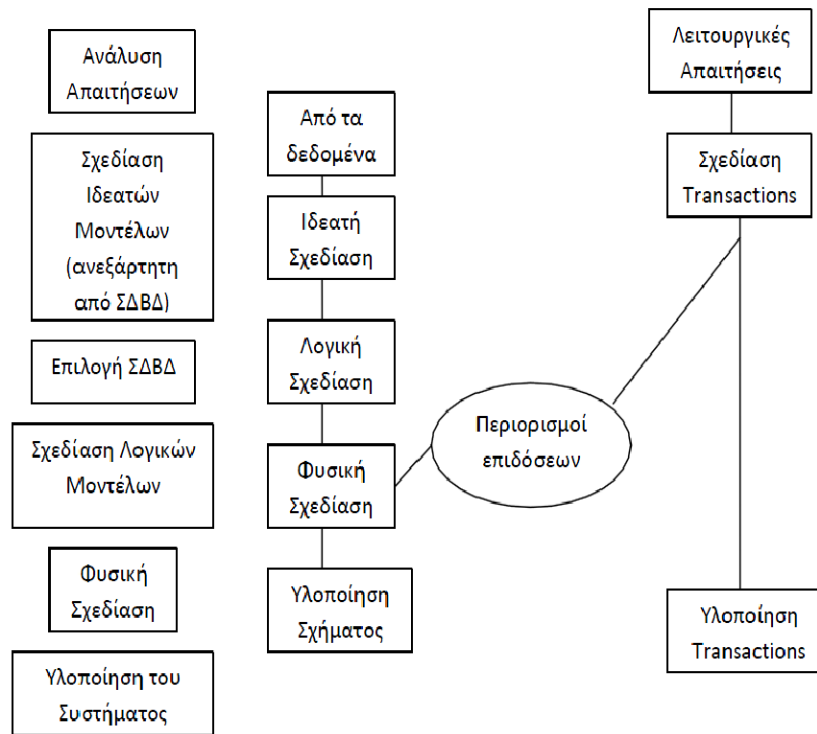 Ανάλυση
Απαιτήσεων
Σχεδίαση
Ιδεατών
Μοντέλων
(ανεξάρτητη
από ΣΔΒΔ)
Επιλογή ΣΔΒΔ
Σχεδίαση Λογικών
Μοντέλων
Φυσική
Σχεδίαση
Υλοποίηση του
Συστήματος
Από τα
δεδομένα
Ιδεατή
Σχεδίαση
Λογική
Σχεδίαση
Φυσική
Σχεδίαση
Υλοποίηση
Σχήματος
Περιορισμοί
επιδόσεων
Λειτουργικές
Απαιτήσεις
Σχεδίαση
Transactions
Υλοποίηση
Transactions